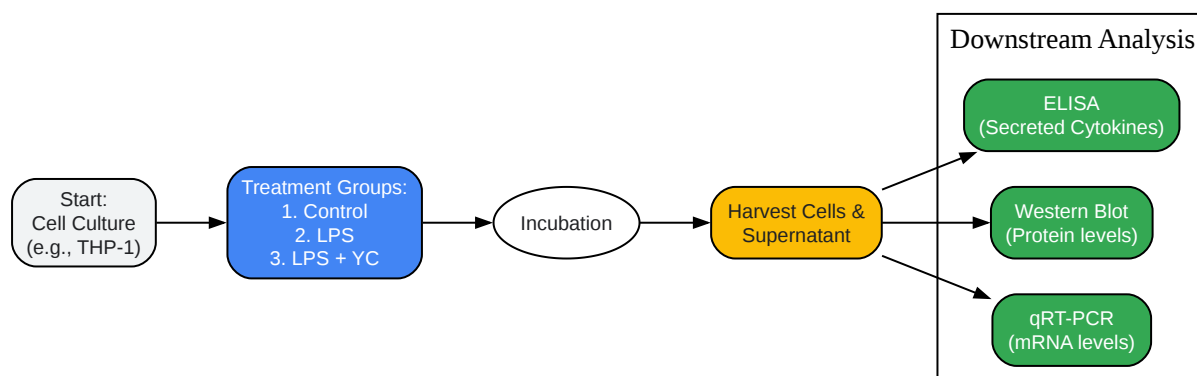 Start:
Cell Culture
(e.g., THP-1)
Treatment Groups:
1. Control
2. LPS
3. LPS + YC
Incubation
Harvest Cells &
Supernatant
Downstream Analysis
ELISA
(Secreted Cytokines)
Western Blot
(Protein levels)
qRT-PCR
(mRNA levels)